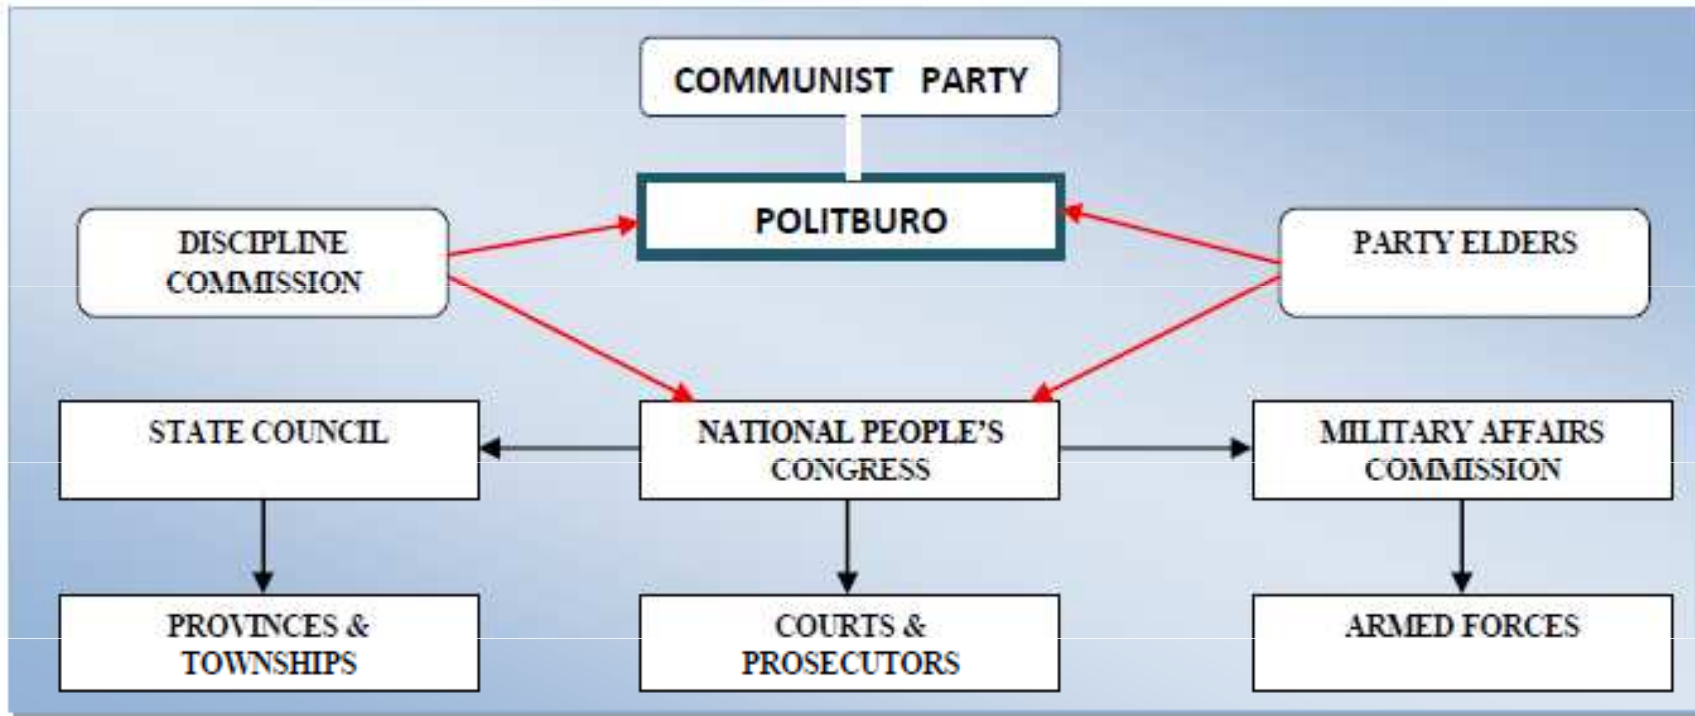 COMMUNIST PARTY
POLITBURO
DISCIPLINE
COMMISSION
PARTY ELDERS
STATE COUNCIL
NATIONAL PEOPLE'S
CONGRESS
MILITARY AFFAIRS
COMMISSION
PROVINCES &
TOWNSHIPS
COURTS &
PROSECUTORS
ARMED FORCES